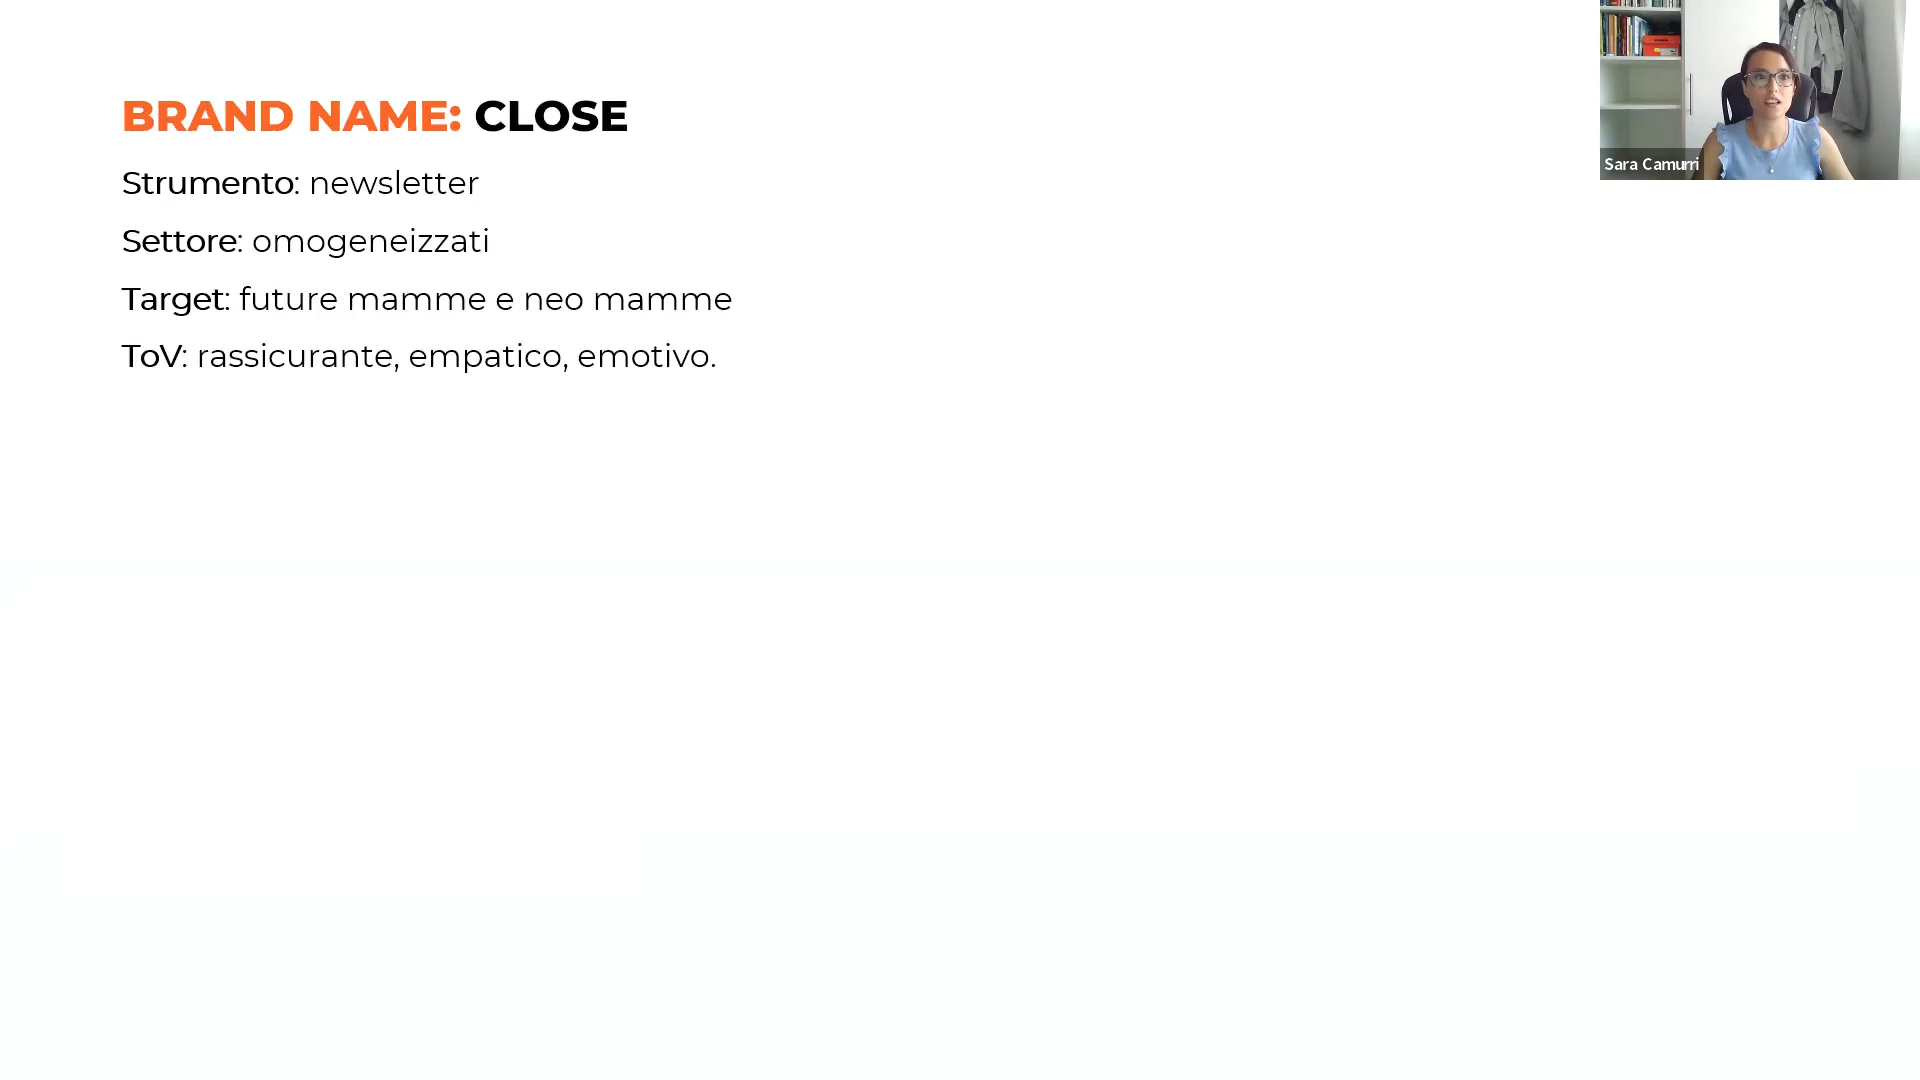 BRAND NAME: CLOSE
Strumento: newsletter
Settore: omogeneizzati
Target: future mamme e neo mamme
ToV: rassicurante, empatico, emotivo.
Sara Camurri